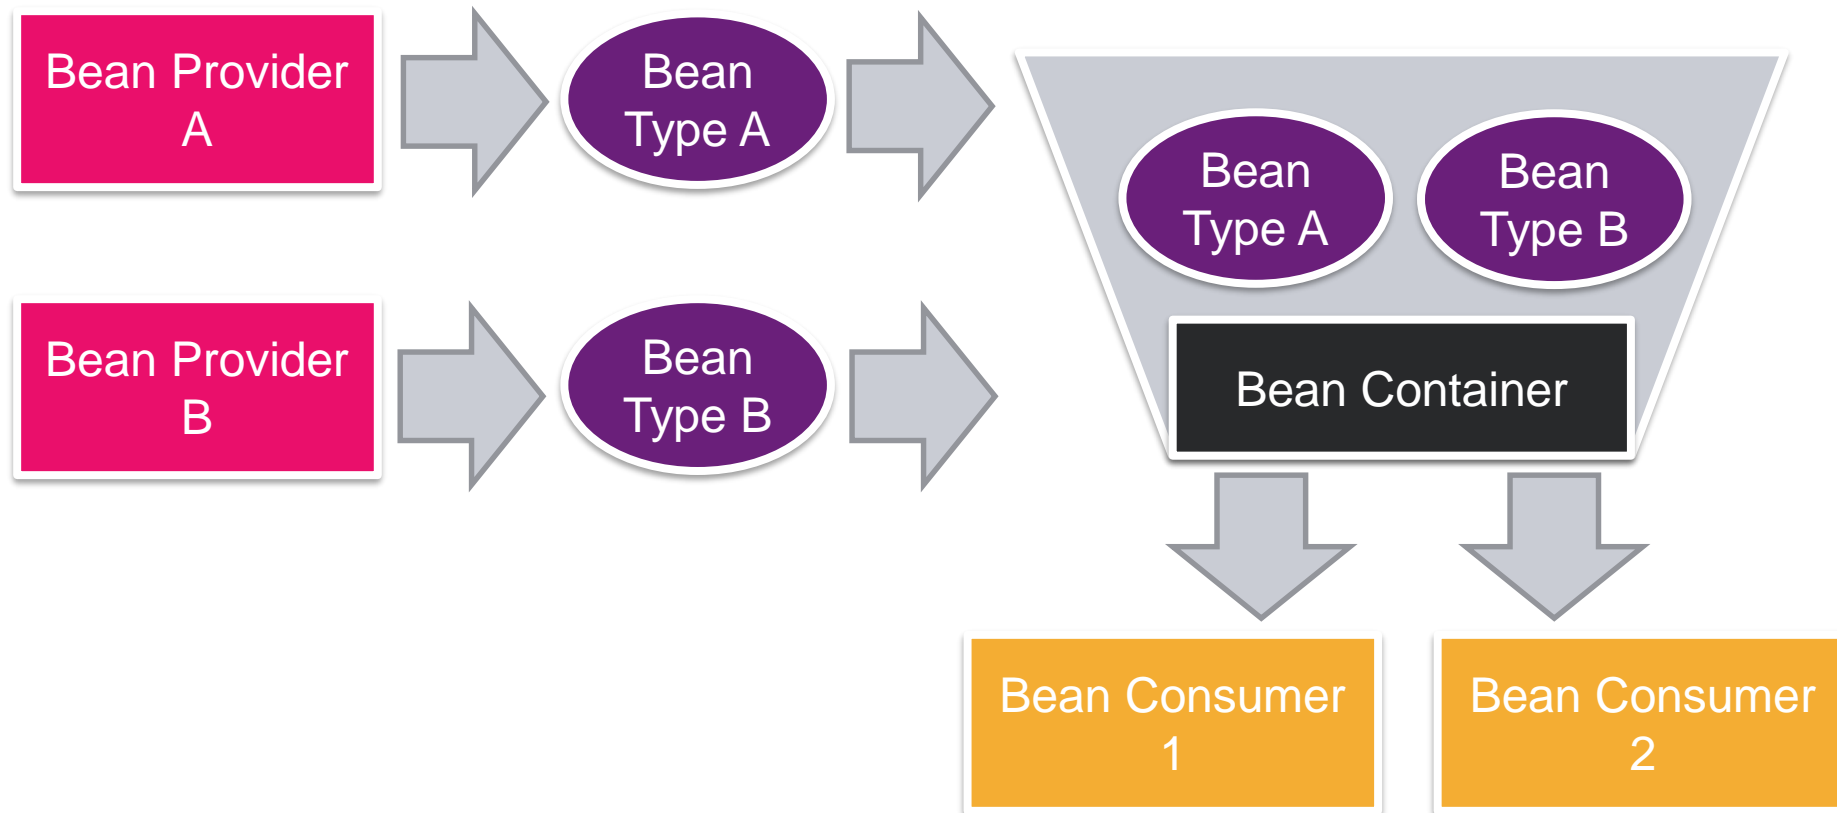 Bean Provider
A
Bean
Type A
Bean
Type A
Bean
Type B
Bean Provider
B
Bean
Type B
Bean Container
Bean Consumer
1
Bean Consumer
2